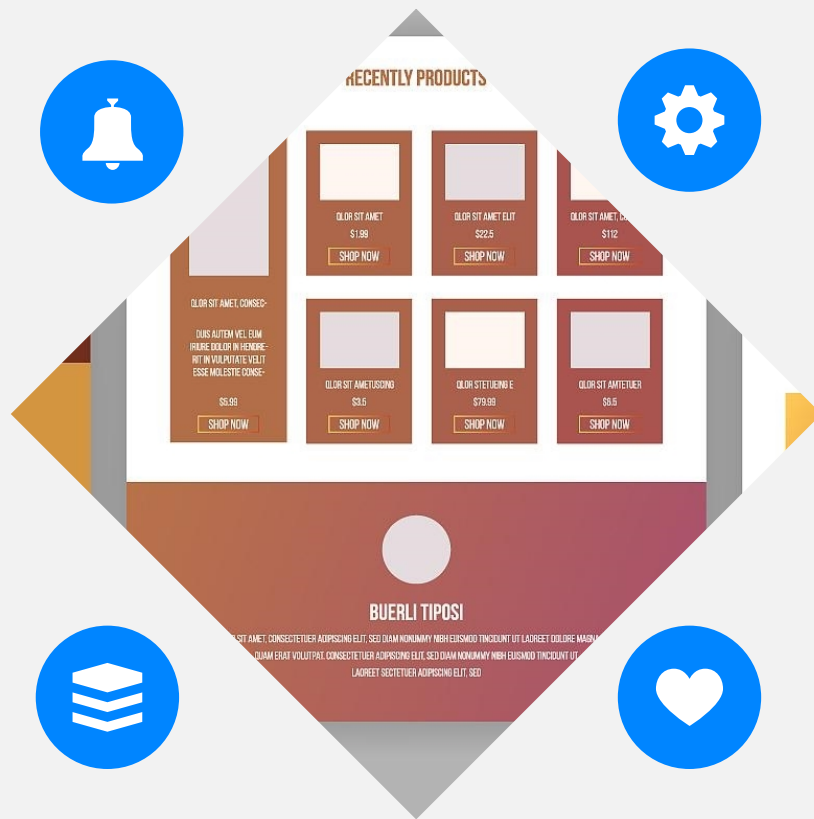 RECENTLY PRODUCTS
QLOR SIT AMET
$1.99
SHOP NOW
QLOR SIT AMET ELIT
$22.5
SHOP NOW
QLOR SIT AMET,
$112
SHOP NOW
QLOR SIT AMET, CONSEC-
DUIS AUTEM VEL EUM
IRIURE DOLOR IN HENDRE-
RIT IN VULPUTATE VELIT
ESSE MOLESTIE CONSE-
$5.99
SHOP NOW
QLOR SIT AMETUSCING
$3.5
SHOP NOW
QLOR STETUEING E
$79.99
SHOP NOW
QLOR SIT AMTETUER
$6.5
SHOP NOW
BUERLI TIPOSI
SIT AMET, CONSECTETUER ADIPISCING ELIT, SED DIAM NONUMMY NIBH EUISMOD TINCIDUNT UT LAOREET DOLORE MAGNA
QUAM ERAT VOLUTPAT. CONSECTETUER ADIPISCING ELIT, SED DIAM NONUMMY NIBH EUISMOD TINCIDUNT UT
LAOREET SECTETUER ADIPISCING ELIT, SED